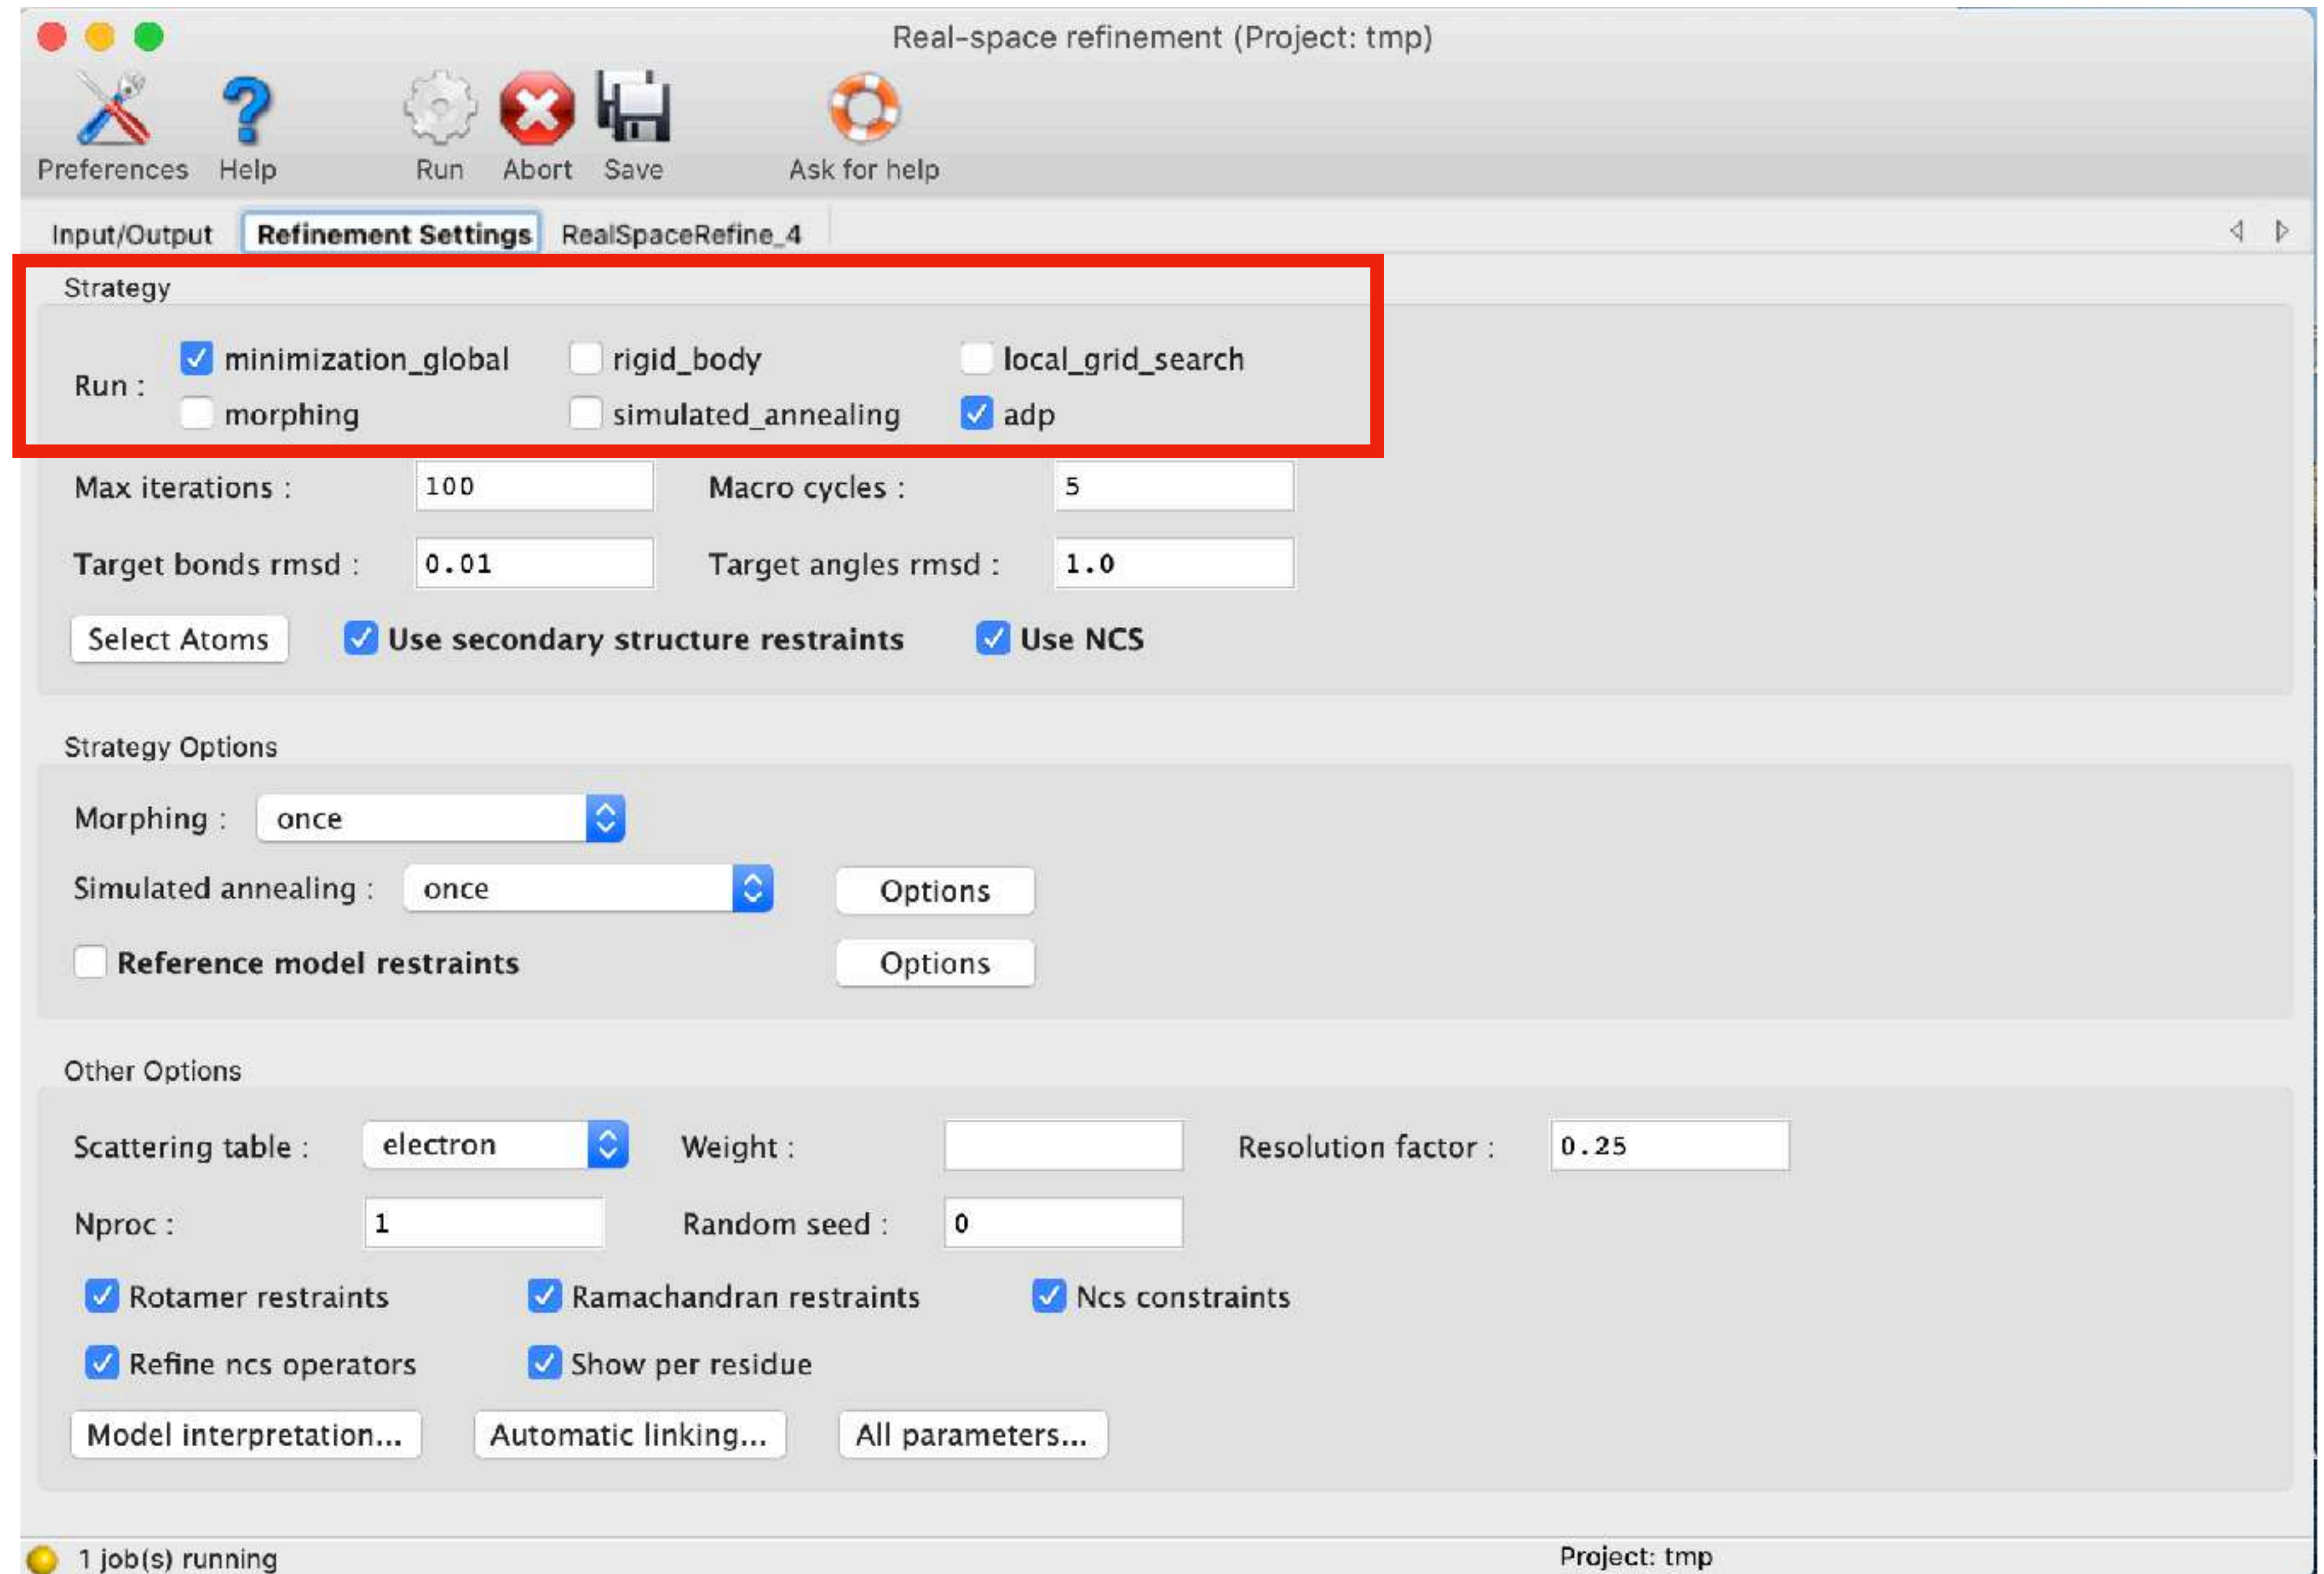 Real-space refinement (Project: tmp)
Preferences Help Run Abort Save Ask for help
Input/Output Refinement Settings RealSpaceRefine_4
Strategy
Run :
minimization_global rigid_body local_grid_search
morphing simulated_annealing adp
Max iterations : 100 Macro cycles : 5
Target bonds rmsd : 0.01 Target angles rmsd : 1.0
Select Atoms Use secondary structure restraints Use NCS
Strategy Options
Morphing : once
Simulated annealing : once Options
Reference model restraints Options
Other Options
Scattering table : electron Weight : Resolution factor : 0.25
Nproc : 1 Random seed : 0
Rotamer restraints Ramachandran restraints Ncs constraints
Refine ncs operators Show per residue
Model interpretation... Automatic linking... All parameters...
1 job(s) running Project: tmp